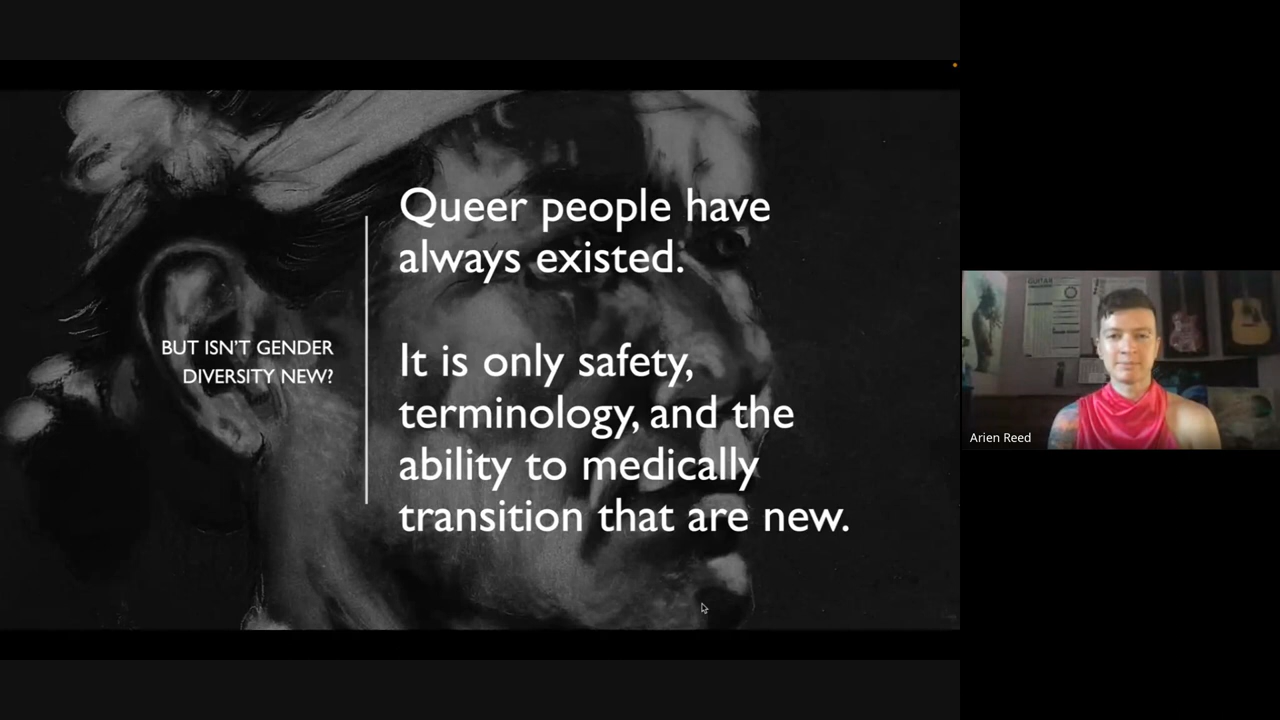 BUT ISN'T GENDER
DIVERSITY NEW?
Queer people have
always existed.
It is only safety,
terminology, and the
ability to medically
transition that are new.
GUITAR
Arien Reed